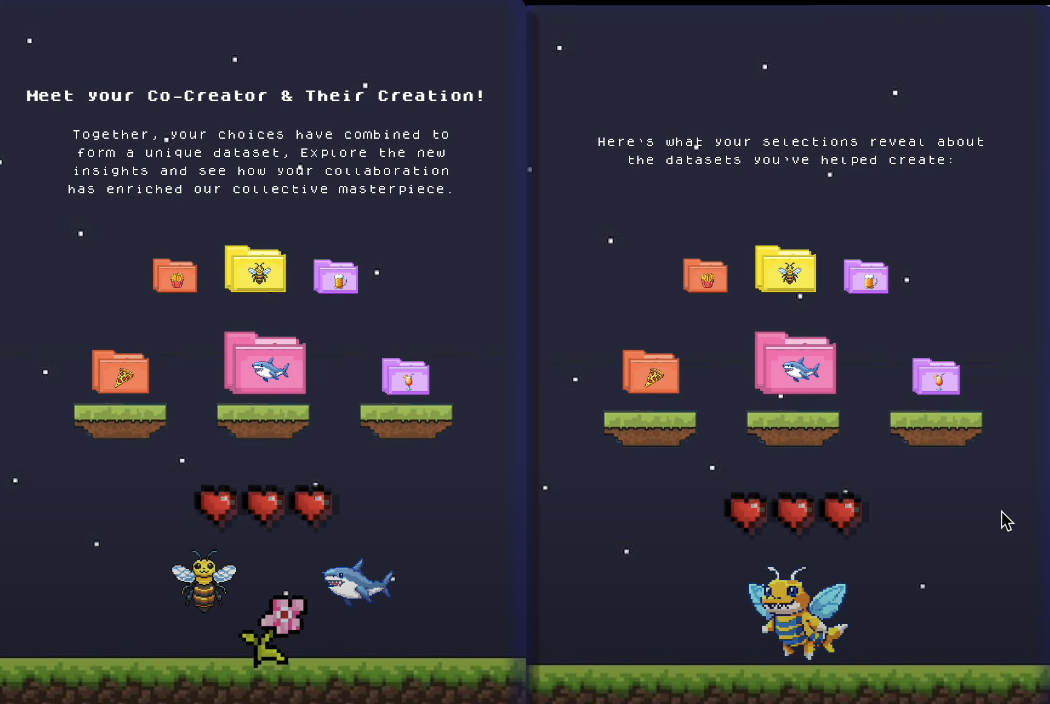 Meet your Co-Creator & Their Creation!
Together, your choices have combined to
form a unique dataset, Explore the new
insights and see how your collaboration
has enriched our collective masterpiece.
Here's what your selections reveal about
the datasets you've helped create: